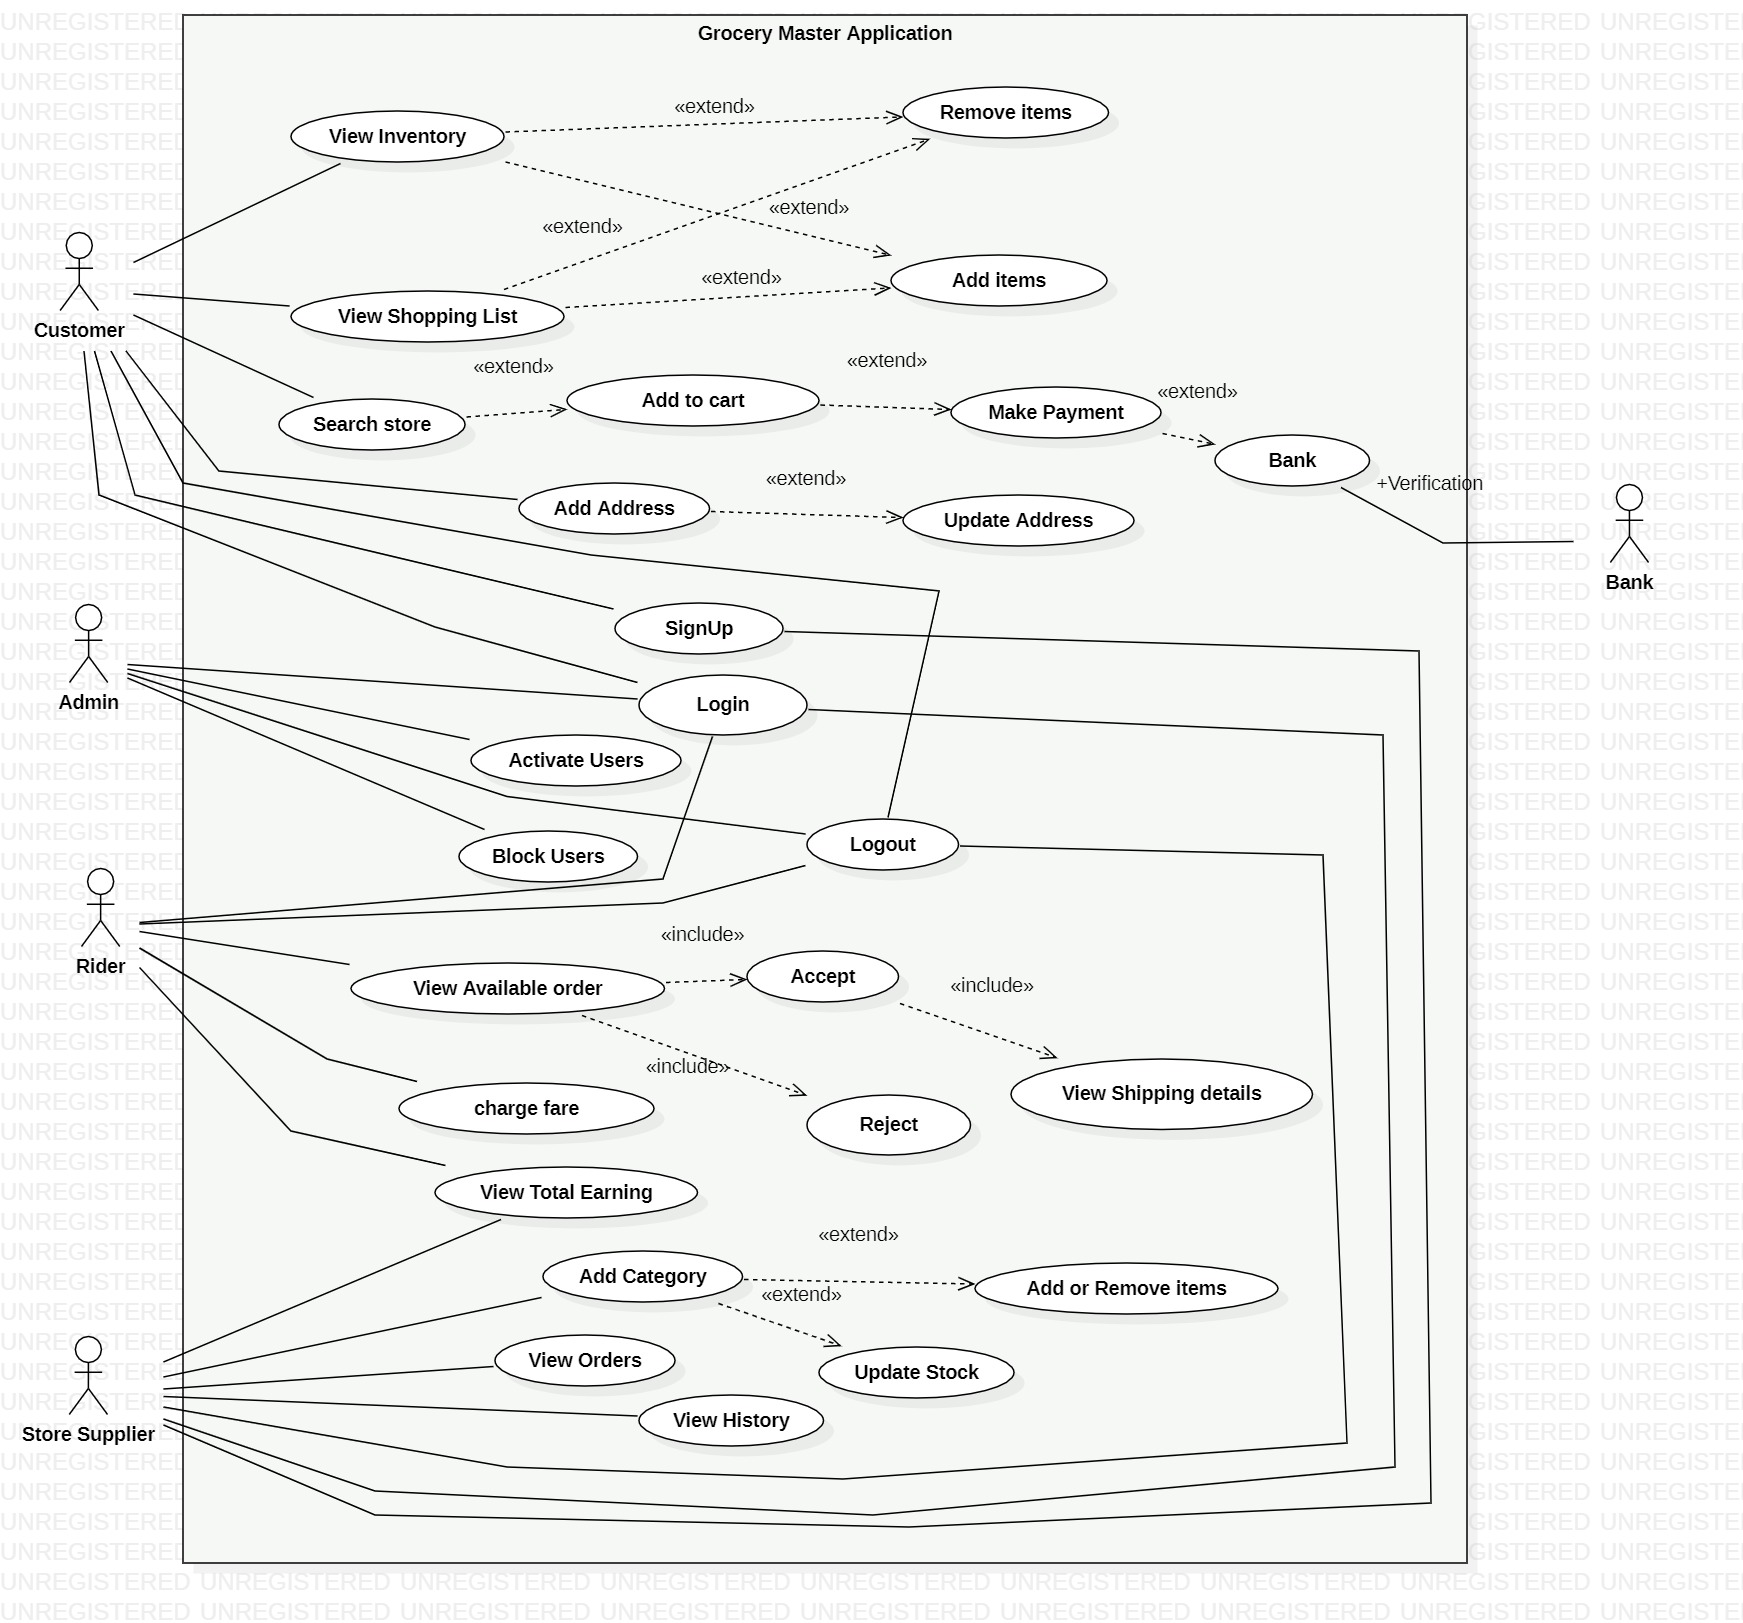 Grocery Master Application
«extend»
Remove items
View Inventory
«extend»
«extend»
«extend»
Add items
View Shopping List
Customer
«extend»
«extend»
«extend»
Add to cart
Make Payment
Search store
Bank
+Verification
«extend»
Add Address
Update Address
Bank
SignUp
Admin
Login
Activate Users
Logout
Block Users
«include»
Rider
Accept
«include»
View Available order
«include»
View Shipping details
charge fare
Reject
View Total Earning
«extend»
Add Category
Add or Remove items
«extend»
View Orders
Update Stock
View History
Store Supplier
UNREGISTERED UNREGISTERED UNREGISTERED UNREGISTERED UNREGISTERED UNREGISTERED UNREGISTERED UNREGISTERED